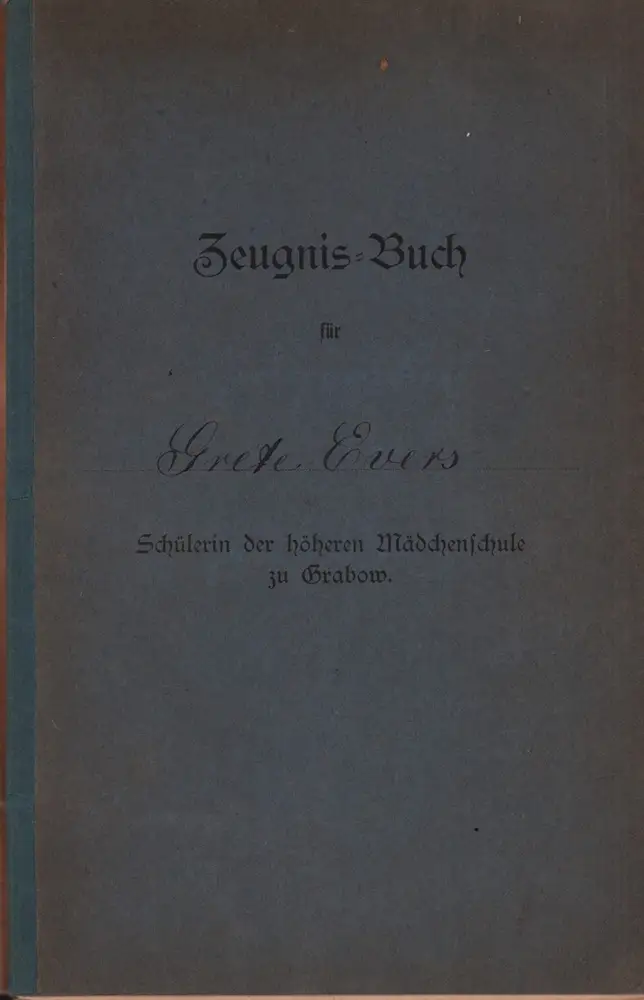 Zeugnis=Buch
für
Grete Evers
Schülerin der höheren Mädchenschule
zu Grabow.